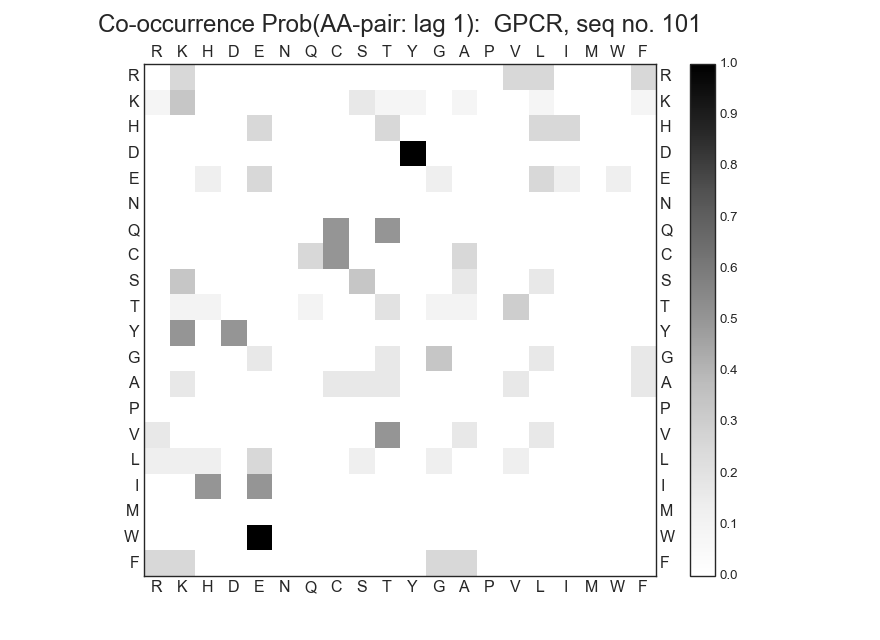 Co-occurrence Prob(AA-pair: lag 1):  GPCR, seq no. 101
R K H D E N Q C S T Y G A P V L I M W F
1.0
R R
K K
0.9
H H
D D
0.8
E E
0.7
N N
Q Q
C C
0.6
S S
T T
0.5
Y Y
G G
0.4
A A
P P
0.3
V V
L L
0.2
I I
M M
0.1
W W
F F
0.0
R K H D E N Q C S T Y G A P V L I M W F